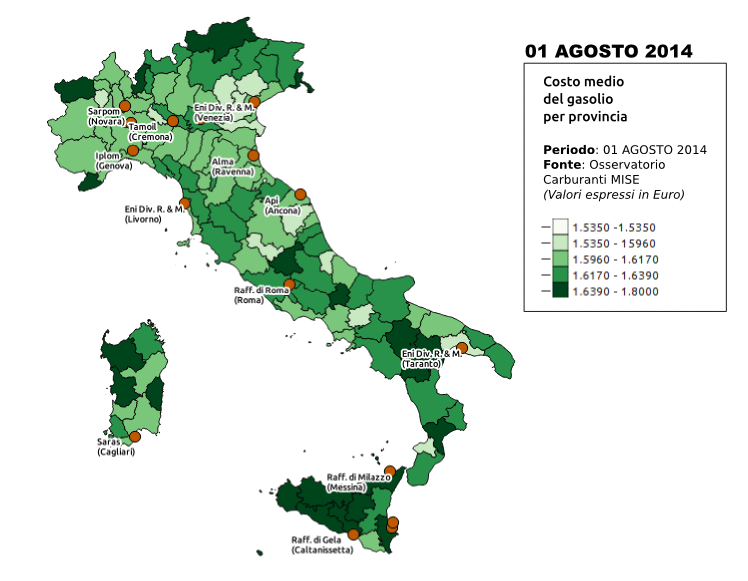 01 AGOSTO 2014
Costo medio
del gasolio
per provincia
Periodo: 01 AGOSTO 2014
Fonte: Osservatorio
Carburanti MISE
(Valori espressi in Euro)
1.5350 -1.5350
1.5350 - 15960
1.5960 - 1.6170
1.6170 - 1.6390
1.6390 - 1.8000
Sarpom
(Novara)
Tamoil
(Cremona)
Eni Div. R. & M.
(Venezia)
Iplom
(Genova)
Alma
(Ravenna)
Eni Div. R. & M.
(Livorno)
Api
(Ancona)
Raff. di Roma
(Roma)
Eni Div. R. & M.
(Taranto)
Saras
(Cagliari)
Raff. di Milazzo
(Messina)
Raff. di Gela
(Caltanissetta)